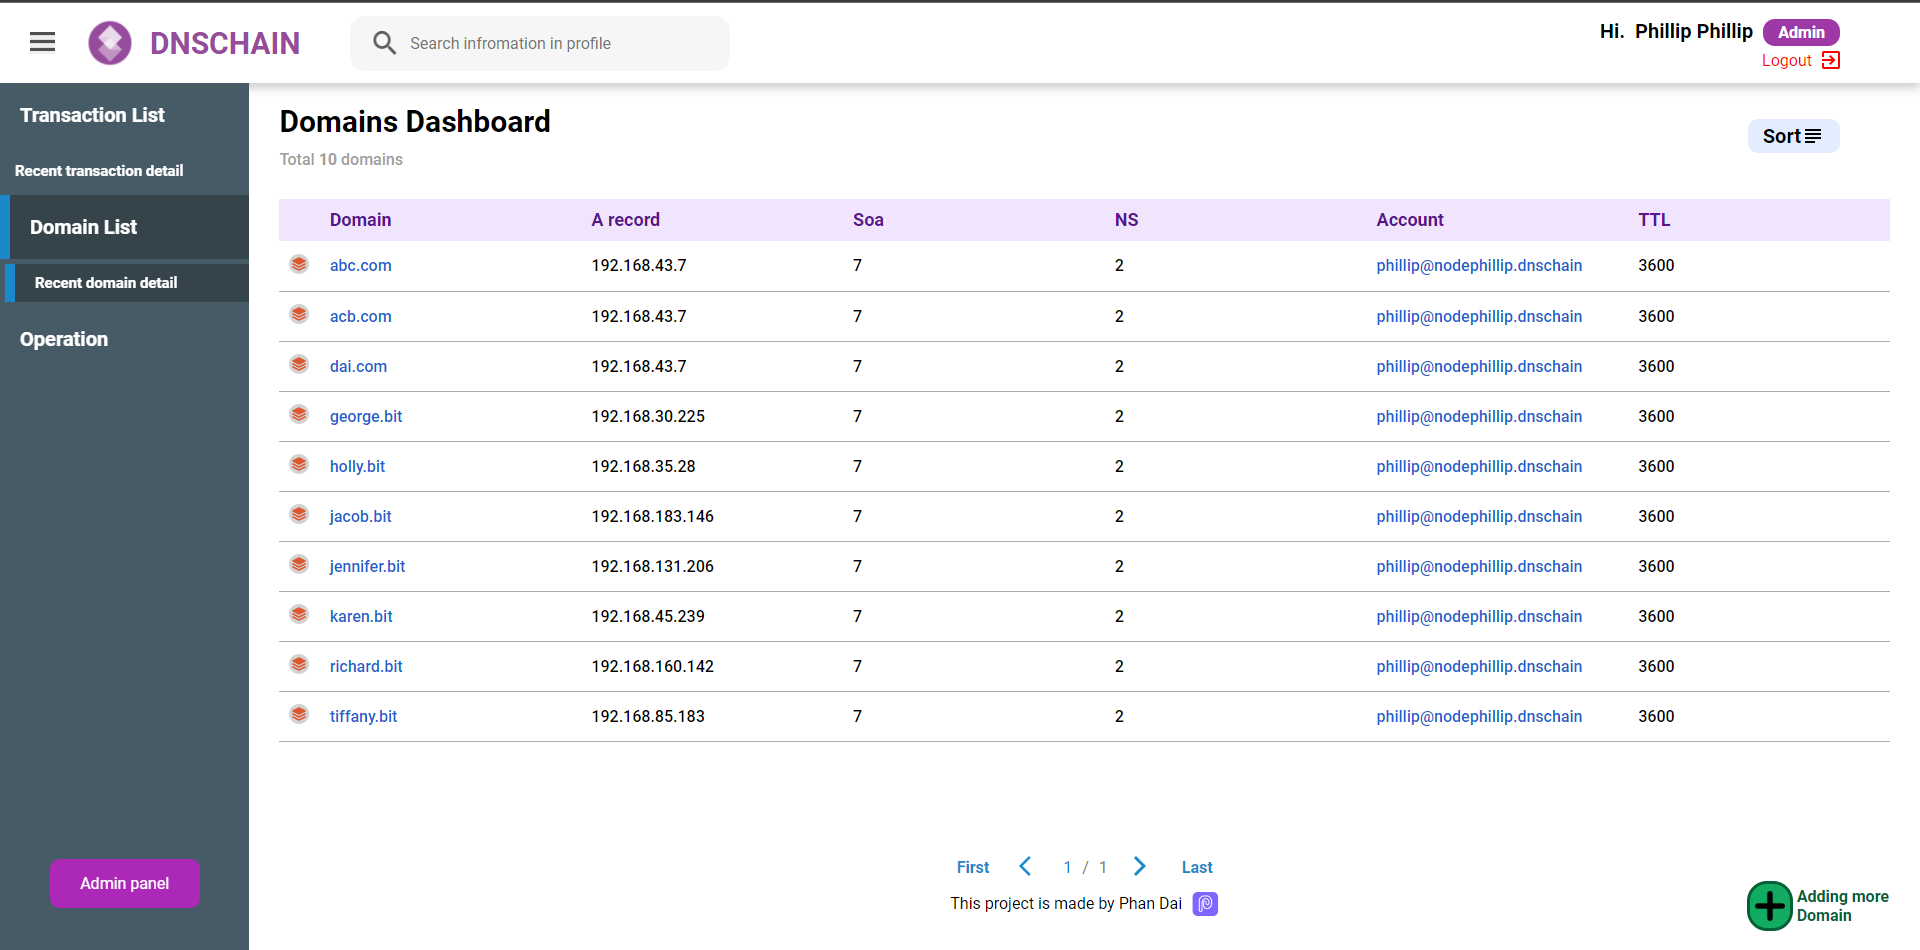 DNSCHAIN
Search infromation in profile
Hi. Phillip Phillip Admin
Logout
Transaction List
Recent transaction detail
Domain List
Recent domain detail
Operation
Admin panel
Domains Dashboard
Total 10 domains
Sort
Domain A record Soa NS Account TTL
abc.com 192.168.43.7 7 2 phillip@nodephillip.dnschain 3600
acb.com 192.168.43.7 7 2 phillip@nodephillip.dnschain 3600
dai.com 192.168.43.7 7 2 phillip@nodephillip.dnschain 3600
george.bit 192.168.30.225 7 2 phillip@nodephillip.dnschain 3600
holly.bit 192.168.35.28 7 2 phillip@nodephillip.dnschain 3600
jacob.bit 192.168.183.146 7 2 phillip@nodephillip.dnschain 3600
jennifer.bit 192.168.131.206 7 2 phillip@nodephillip.dnschain 3600
karen.bit 192.168.45.239 7 2 phillip@nodephillip.dnschain 3600
richard.bit 192.168.160.142 7 2 phillip@nodephillip.dnschain 3600
tiffany.bit 192.168.85.183 7 2 phillip@nodephillip.dnschain 3600
First 1 / 1 Last
This project is made by Phan Dai
Adding more
Domain